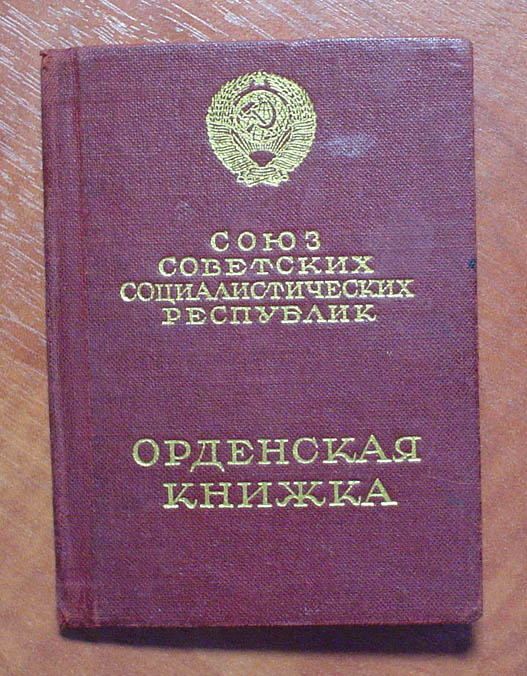 СОЮЗ
СОВЕТСКИХ
СОЦИАЛИСТИЧЕСКИХ
РЕСПУБЛИК
ОРДЕНСКАЯ
КНИЖКА